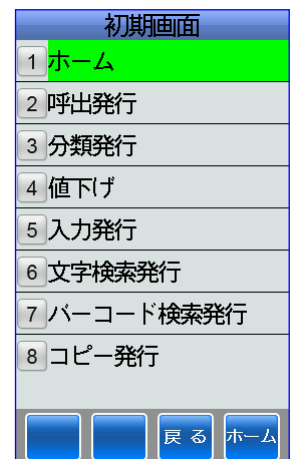 初期画面
1 ホーム
2 呼出発行
3 分類発行
4 値下げ
5 入力発行
6 文字検索発行
7 バーコード検索発行
8 コピー発行
戻る ホーム